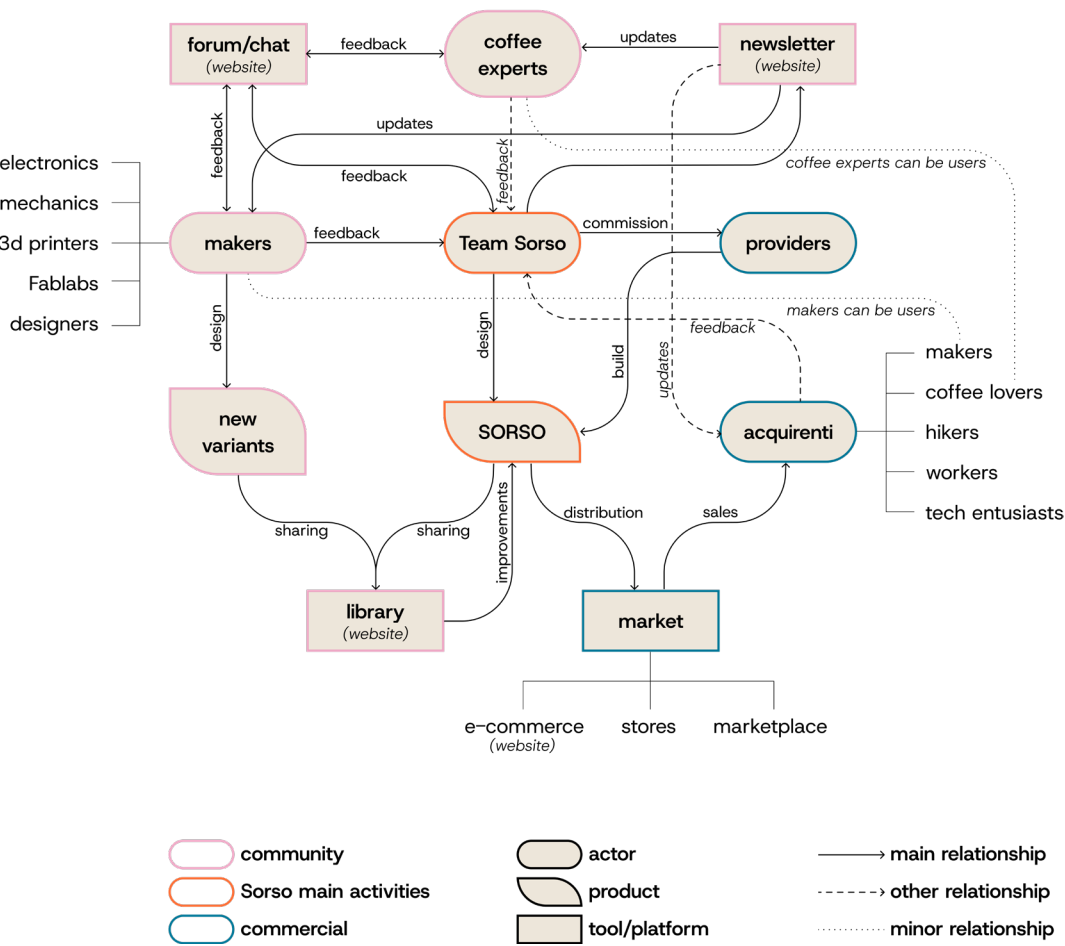 forum/chat
(website)
feedback
coffee
experts
updates
newsletter
(website)
updates
feedback
feedback
feedback
coffee experts can be users
electronics
mechanics
3d printers
Fablabs
designers
makers
feedback
Team Sorso
commission
providers
makers can be users
feedback
design
design
build
updates
makers
coffee lovers
hikers
workers
tech entusiasts
new
variants
SORSO
acquirenti
sharing
sharing
improvements
distribution
sales
library
(website)
market
e-commerce
(website)
stores
marketplace
community
Sorso main activities
commercial
actor
product
tool/platform
main relationship
other relationship
minor relationship